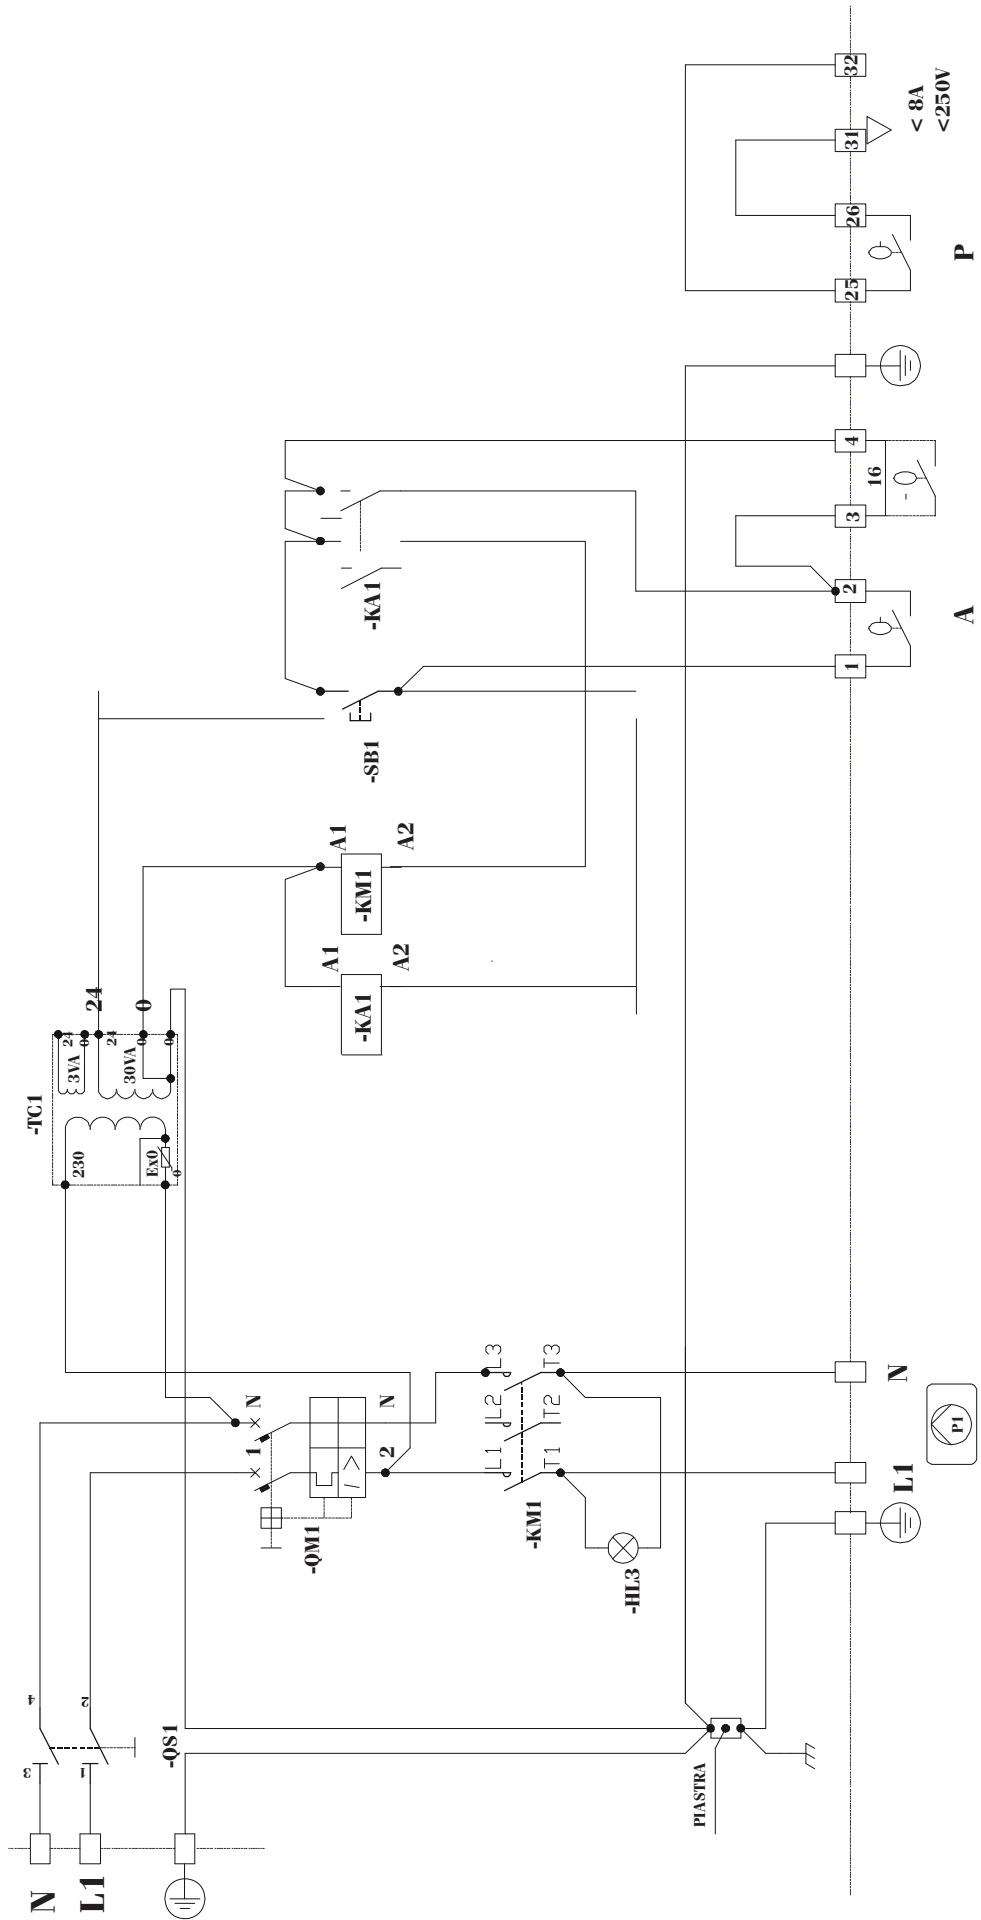 N
L1
3
4
1
2
-QS1
PIASTRA
-TC1
230
ExO
0
3VA
24
0
30VA
24
0
0
24
0
1
N
2
N
-QM1
L1
L2
L3
T1
T2
T3
-KM1
-HL3
L1
N
P1
-KA1
A1
A2
-KM1
A1
A2
-SB1
-KA1
1
2
3
4
16
A
25
26
31
32
P
< 8A
<250V